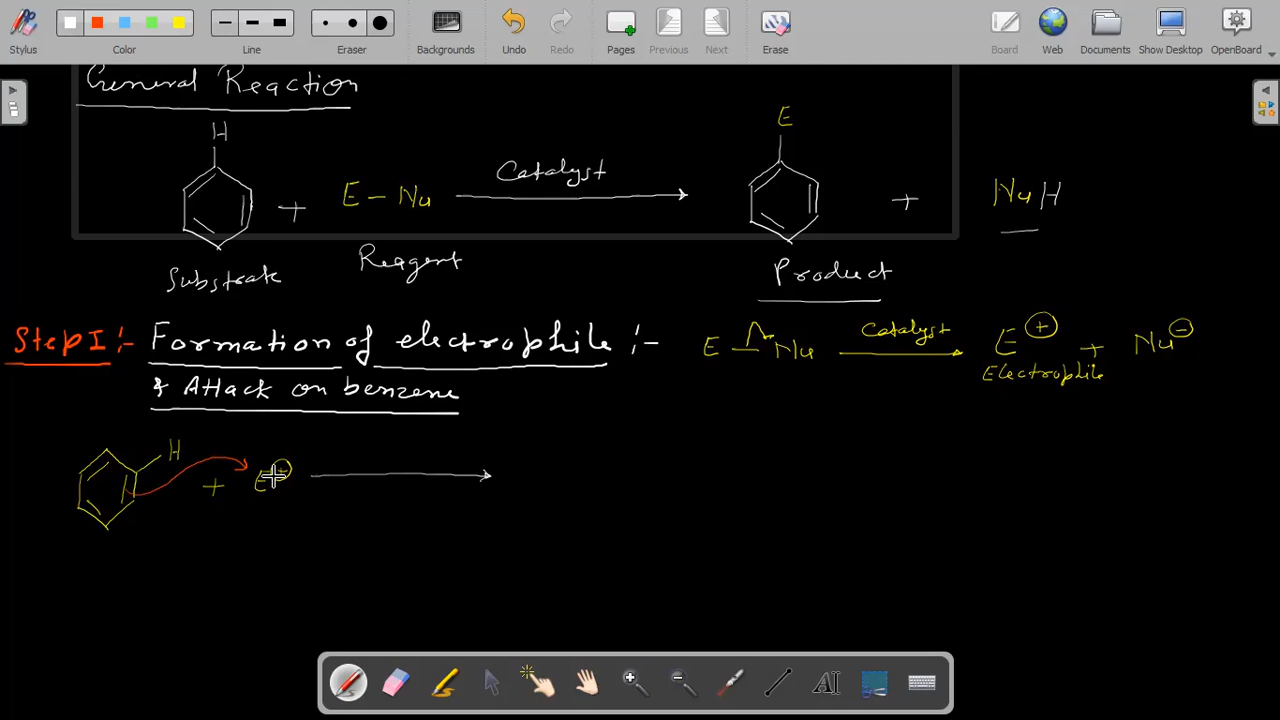 Stylus
Color
Line
Eraser
Backgrounds
Undo
Redo
Pages
Previous
Next
Erase
Board
Web
Documents
Show Desktop
OpenBoard
General Reaction
H
E
E - Nu
Catalyst
+
+
NuH
Substrate
Reagent
Product
Step I :- Formation of electrophile :-
& Attack on benzene
E - Nu
Catalyst
E⊕ + Nu⊖
Electrophile
H
+ E⊕
AI